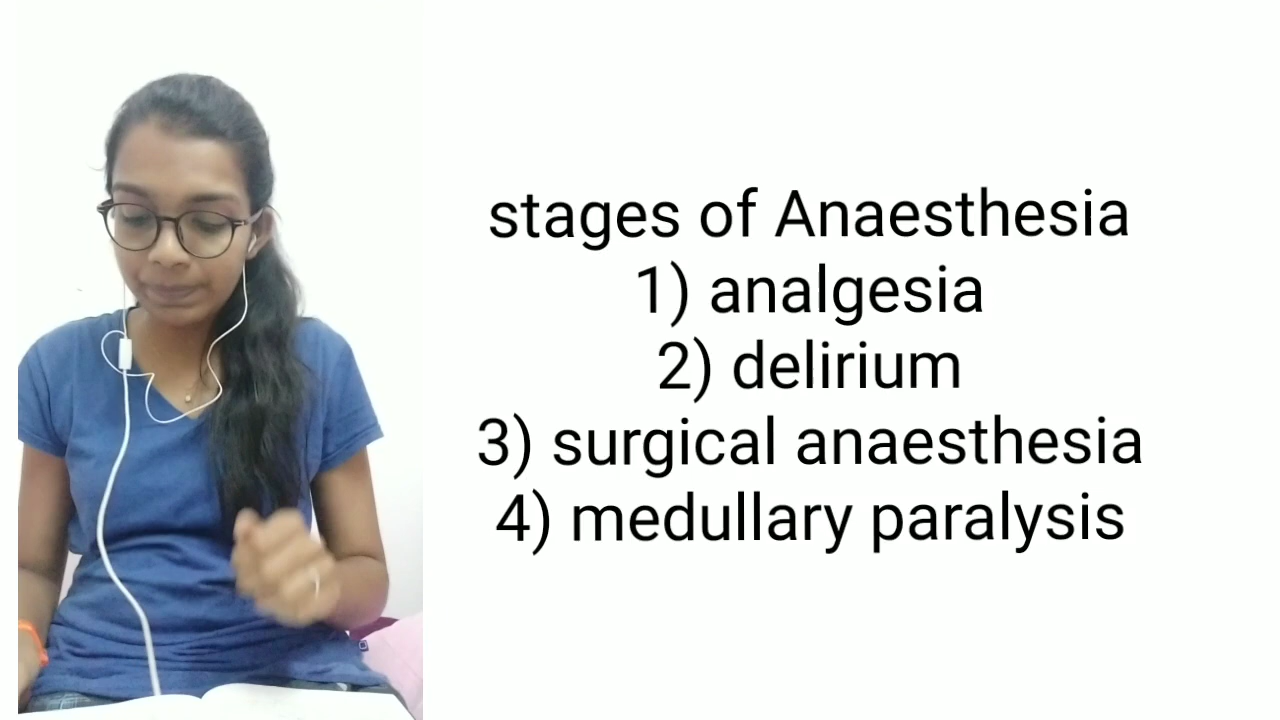 stages of Anaesthesia
1) analgesia
2) delirium
3) surgical anaesthesia
4) medullary paralysis